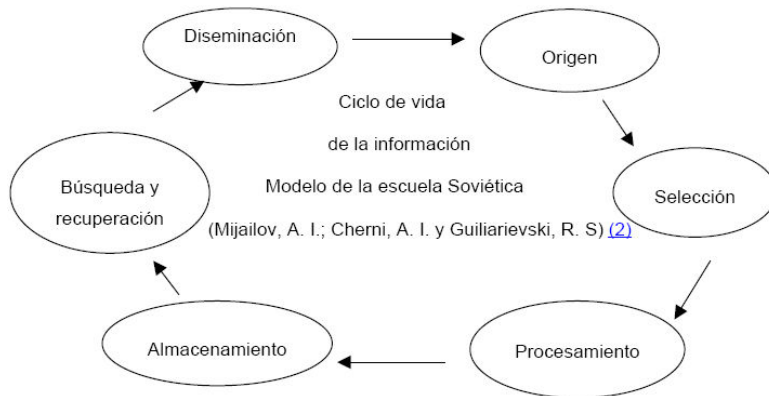 Diseminación
Origen
Ciclo de vida
de la información
Búsqueda y
recuperación
Modelo de la escuela Soviética
Selección
(Mijailov, A. I.; Cherni, A. I. y Guiliarievski, R. S) (2)
Almacenamiento
Procesamiento